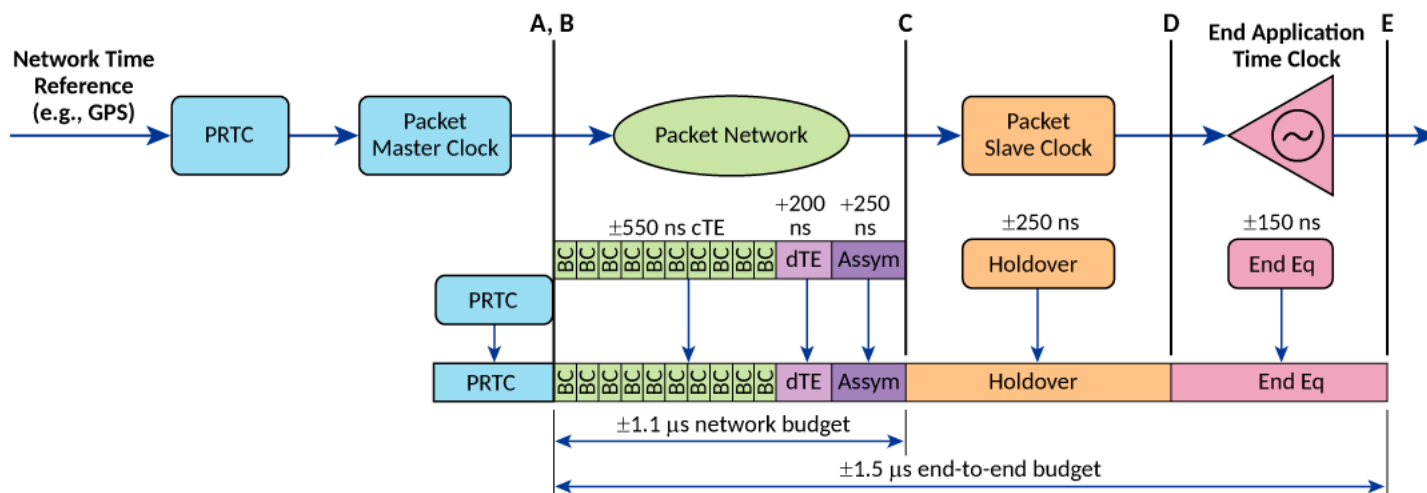 A, B
C
D
E
Network Time
Reference
(e.g., GPS)
End Application
Time Clock
PRTC
Packet
Master Clock
Packet Network
Packet
Slave Clock
±550 ns cTE
+200
ns
+250
ns
±250 ns
±150 ns
BC BC BC BC BC BC BC BC BC BC dTE Assym
Holdover
End Eq
PRTC
PRTC BC BC BC BC BC BC BC BC BC BC dTE Assym Holdover End Eq
±1.1 μs network budget
±1.5 μs end-to-end budget